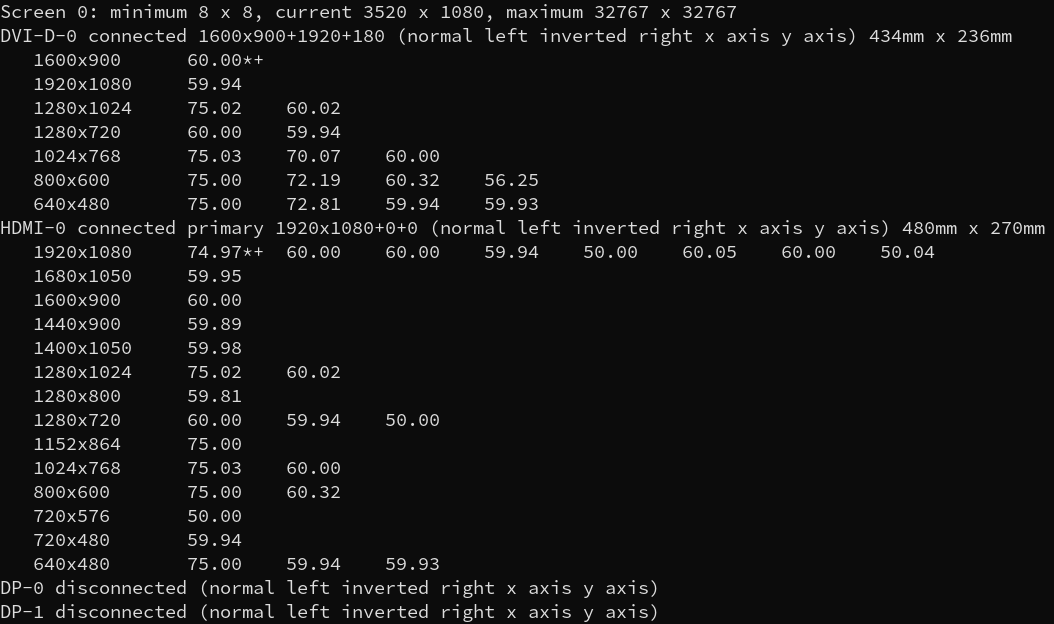 Screen 0: minimum 8 x 8, current 3520 x 1080, maximum 32767 x 32767
DVI-D-0 connected 1600x900+1920+180 (normal left inverted right x axis y axis) 434mm x 236mm
   1600x900      60.00*+
   1920x1080     59.94
   1280x1024     75.02    60.02
   1280x720      60.00    59.94
   1024x768      75.03    70.07    60.00
   800x600       75.00    72.19    60.32    56.25
   640x480       75.00    72.81    59.94    59.93
HDMI-0 connected primary 1920x1080+0+0 (normal left inverted right x axis y axis) 480mm x 270mm
   1920x1080     74.97*+  60.00    60.00    59.94    50.00    60.05    60.00    50.04
   1680x1050     59.95
   1600x900      60.00
   1440x900      59.89
   1400x1050     59.98
   1280x1024     75.02    60.02
   1280x800      59.81
   1280x720      60.00    59.94    50.00
   1152x864      75.00
   1024x768      75.03    60.00
   800x600       75.00    60.32
   720x576       50.00
   720x480       59.94
   640x480       75.00    59.94    59.93
DP-0 disconnected (normal left inverted right x axis y axis)
DP-1 disconnected (normal left inverted right x axis y axis)